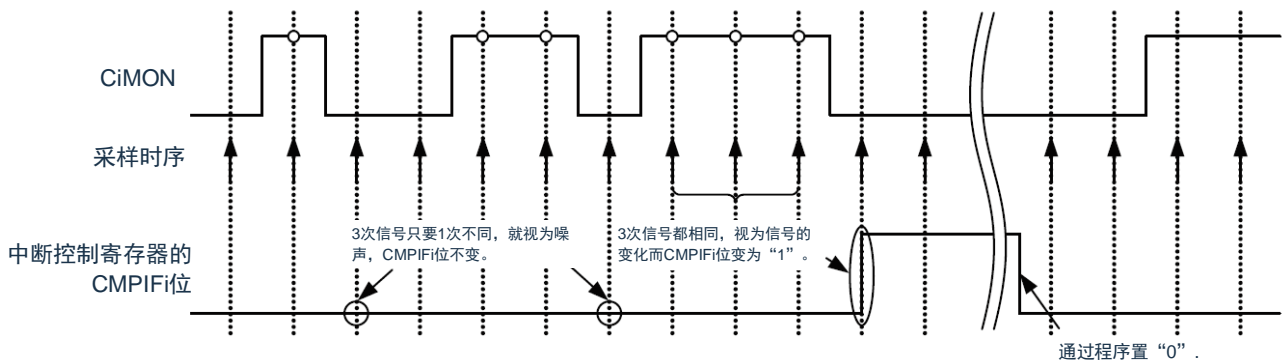 CiMON
采样时序
3次信号只要1次不同，就视为噪
声，CMPIFi位不变。
3次信号都相同，视为信号的
变化而CMPIFi位变为“1”。
中断控制寄存器的
CMPIFi位
通过程序置“0”.